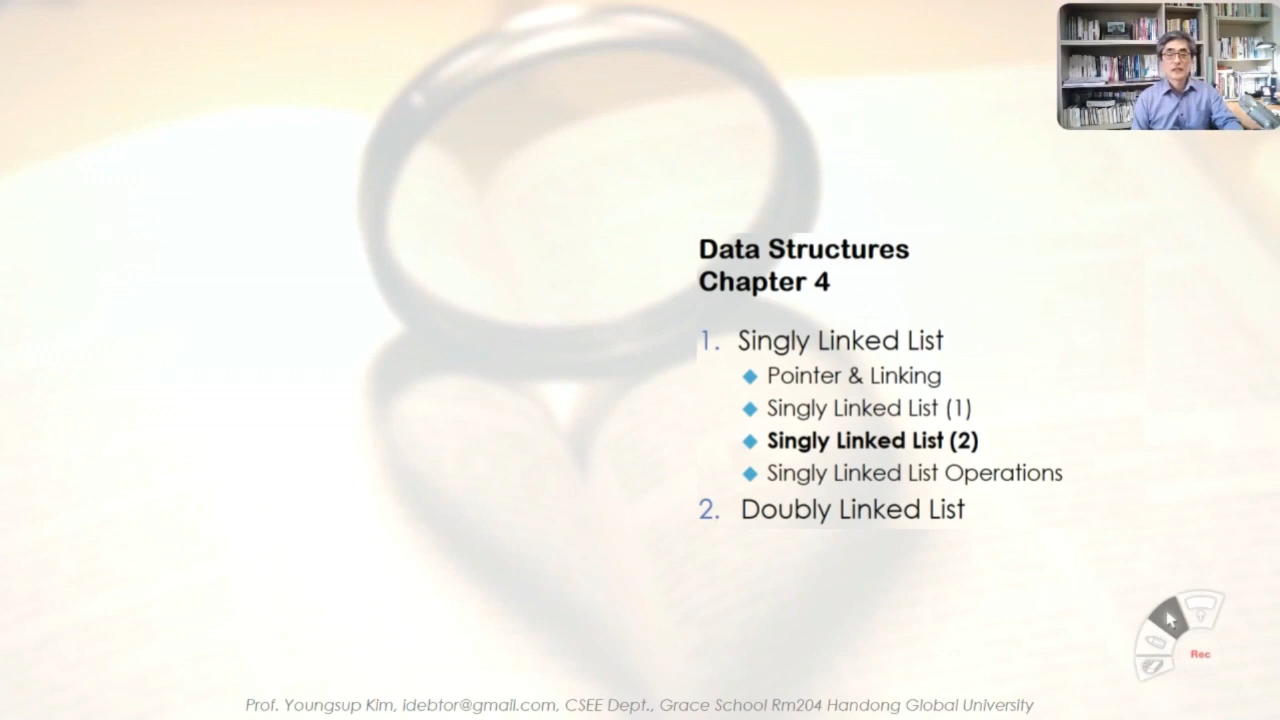 Data Structures
Chapter 4
1. Singly Linked List
◆ Pointer & Linking
◆ Singly Linked List (1)
◆ Singly Linked List (2)
◆ Singly Linked List Operations
2. Doubly Linked List
Rec
Prof. Youngsup Kim, idebtor@gmail.com, CSEE Dept., Grace School Rm204 Handong Global University